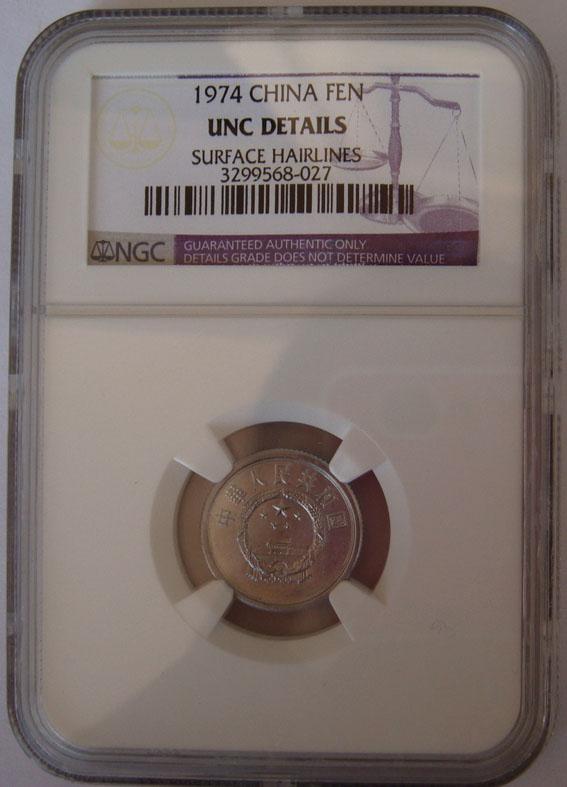 1974 CHINA FEN
UNC DETAILS
SURFACE HAIRLINES
3299568-027
NGC
GUARANTEED AUTHENTIC ONLY
DETAILS GRADE DOES NOT DETERMINE VALUE
中華人民共和国